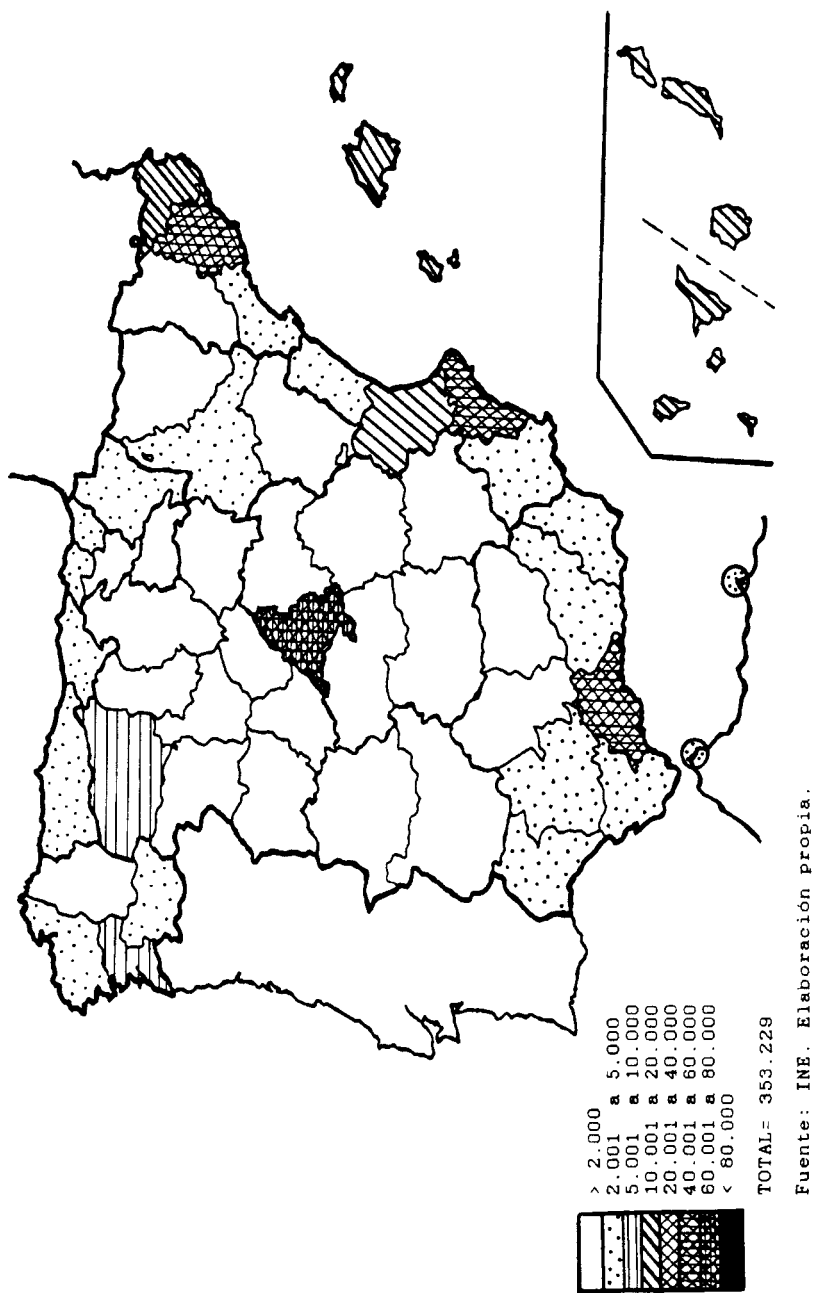 > 2.000
2.001 a 5.000
5.001 a 10.000
10.001 a 20.000
20.001 a 40.000
40.001 a 60.000
60.001 a 80.000
< 80.000
TOTAL= 353.229
Fuente: INE. Elaboración propia.